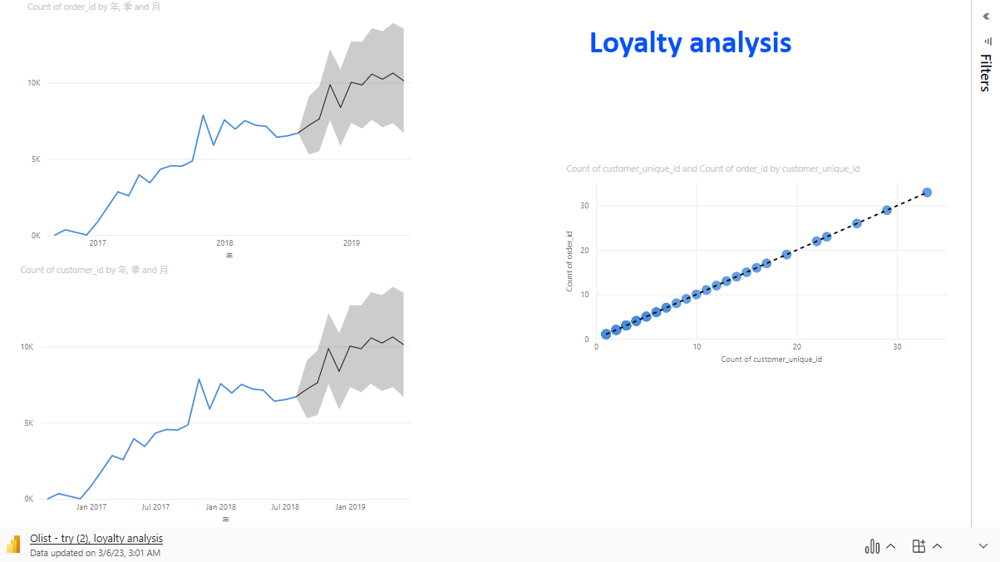 Count of order_id by 年, 季 and 月
10K
5K
0K
2017
2018
2019
年
Count of customer_id by 年, 季 and 月
10K
5K
0K
Jan 2017
Jul 2017
Jan 2018
Jul 2018
Jan 2019
年
Loyalty analysis
Count of customer_unique_id and Count of order_id by customer_unique_id
Count of order_id
30
20
10
0
0
10
20
30
Count of customer_unique_id
Filters
Olist - try (2), loyalty analysis
Data updated on 3/6/23, 3:01 AM